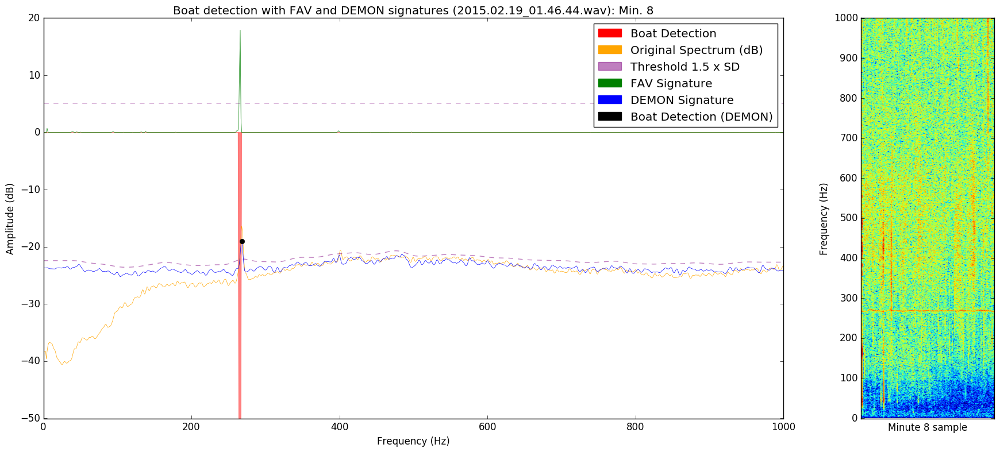 Boat detection with FAV and DEMON signatures (2015.02.19_01.46.44.wav): Min. 8
20
10
0
−10
−20
−30
−40
−50
Amplitude (dB)
0
200
400
600
800
1000
Frequency (Hz)
Boat Detection
Original Spectrum (dB)
Threshold 1.5 x SD
FAV Signature
DEMON Signature
Boat Detection (DEMON)
1000
900
800
700
600
500
400
300
200
100
0
Frequency (Hz)
Minute 8 sample